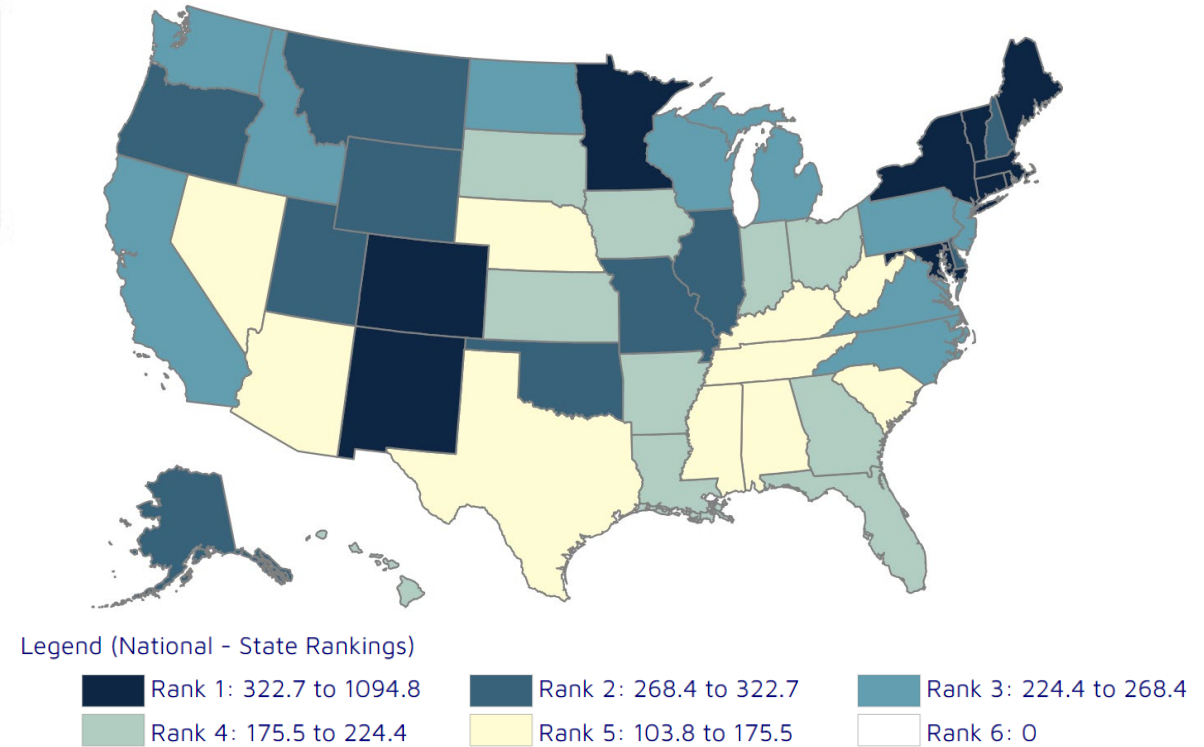 Legend (National - State Rankings)
Rank 1: 322.7 to 1094.8 Rank 2: 268.4 to 322.7 Rank 3: 224.4 to 268.4
Rank 4: 175.5 to 224.4 Rank 5: 103.8 to 175.5 Rank 6: 0